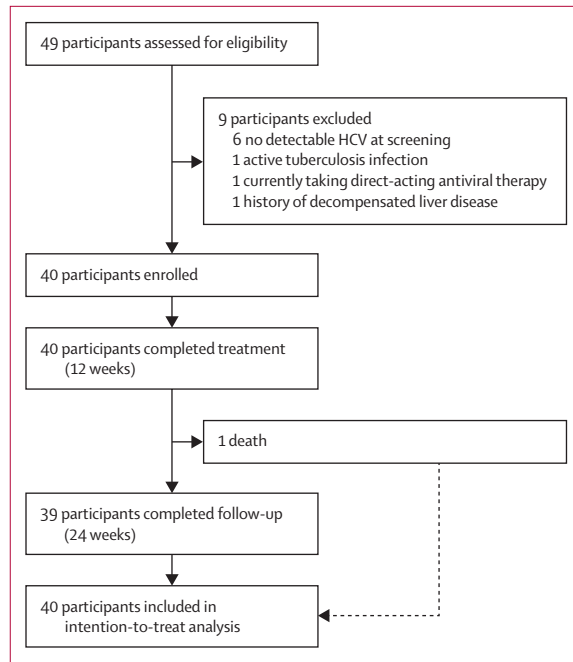 49 participants assessed for eligibility
9 participants excluded
6 no detectable HCV at screening
1 active tuberculosis infection
1 currently taking direct-acting antiviral therapy
1 history of decompensated liver disease
40 participants enrolled
40 participants completed treatment
(12 weeks)
1 death
39 participants completed follow-up
(24 weeks)
40 participants included in
intention-to-treat analysis